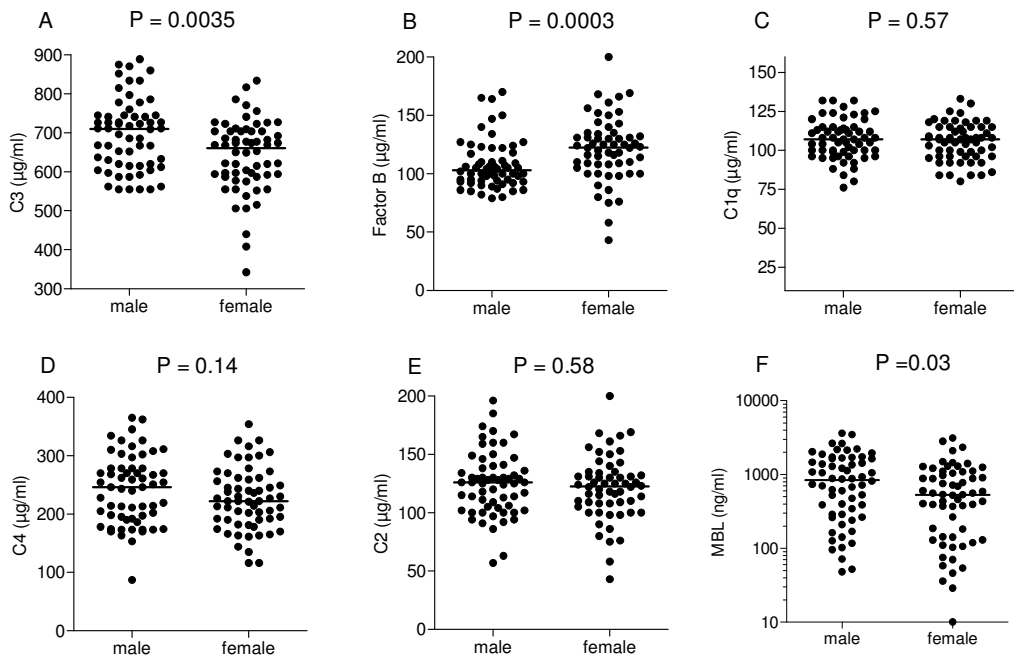 A
P = 0.0035
B
P = 0.0003
C
P = 0.57
900
800
700
600
500
400
300
C3 (µg/ml)
male
female
200
150
100
50
0
Factor B (µg/ml)
male
female
150
125
100
75
50
25
C1q (µg/ml)
male
female
D
P = 0.14
E
P = 0.58
F
P =0.03
400
300
200
100
0
C4 (µg/ml)
male
female
200
150
100
50
0
C2 (µg/ml)
male
female
10000
1000
100
10
MBL (ng/ml)
male
female